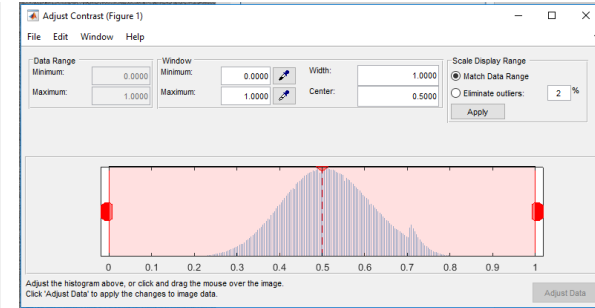 Adjust Contrast (Figure 1)
File Edit Window Help
Data Range
Minimum: 0.0000
Maximum: 1.0000
Window
Minimum: 0.0000
Maximum: 1.0000
Width: 1.0000
Center: 0.5000
Scale Display Range
Match Data Range
Eliminate outliers: 2 %
Apply
0 0.1 0.2 0.3 0.4 0.5 0.6 0.7 0.8 0.9 1
Adjust the histogram above, or click and drag the mouse over the image.
Click 'Adjust Data' to apply the changes to image data.
Adjust Data